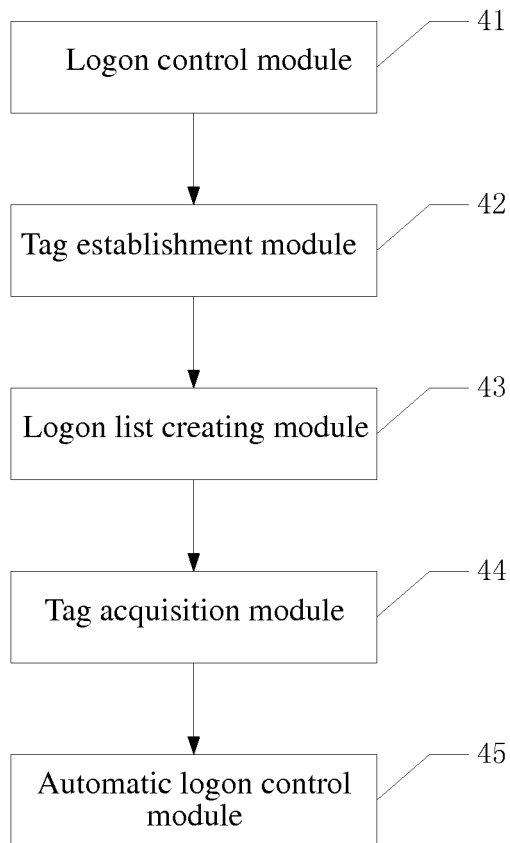 41
Logon control module
42
Tag establishment module
43
Logon list creating module
44
Tag acquisition module
45
Automatic logon control
module